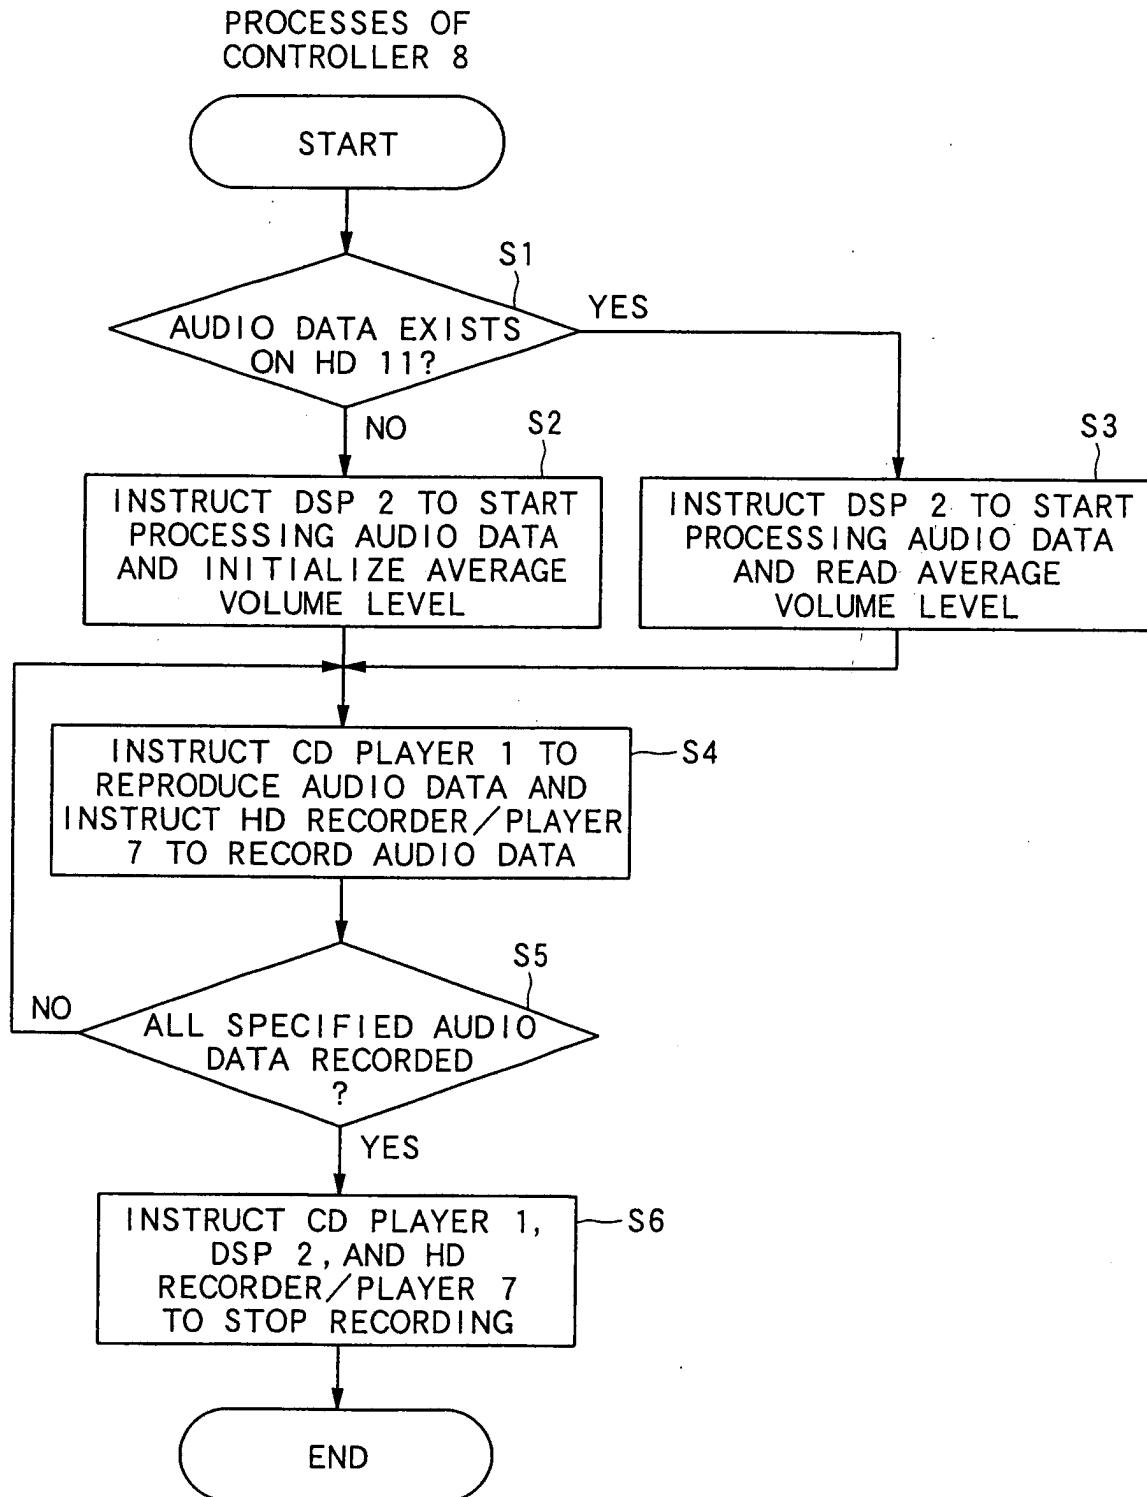 PROCESSES OF
CONTROLLER 8
START
S1
AUDIO DATA EXISTS
ON HD 11?
YES
NO
S2
INSTRUCT DSP 2 TO START
PROCESSING AUDIO DATA
AND INITIALIZE AVERAGE
VOLUME LEVEL
S3
INSTRUCT DSP 2 TO START
PROCESSING AUDIO DATA
AND READ AVERAGE
VOLUME LEVEL
INSTRUCT CD PLAYER 1 TO
REPRODUCE AUDIO DATA AND
INSTRUCT HD RECORDER/PLAYER
7 TO RECORD AUDIO DATA
S4
S5
NO
ALL SPECIFIED AUDIO
DATA RECORDED
?
YES
INSTRUCT CD PLAYER 1,
DSP 2, AND HD
RECORDER/PLAYER 7
TO STOP RECORDING
S6
END